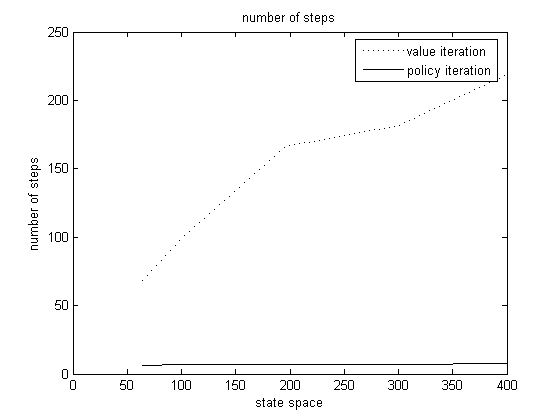 number of steps
250
value iteration
policy iteration
200
150
number of steps
100
50
0
0 50 100 150 200 250 300 350 400
state space